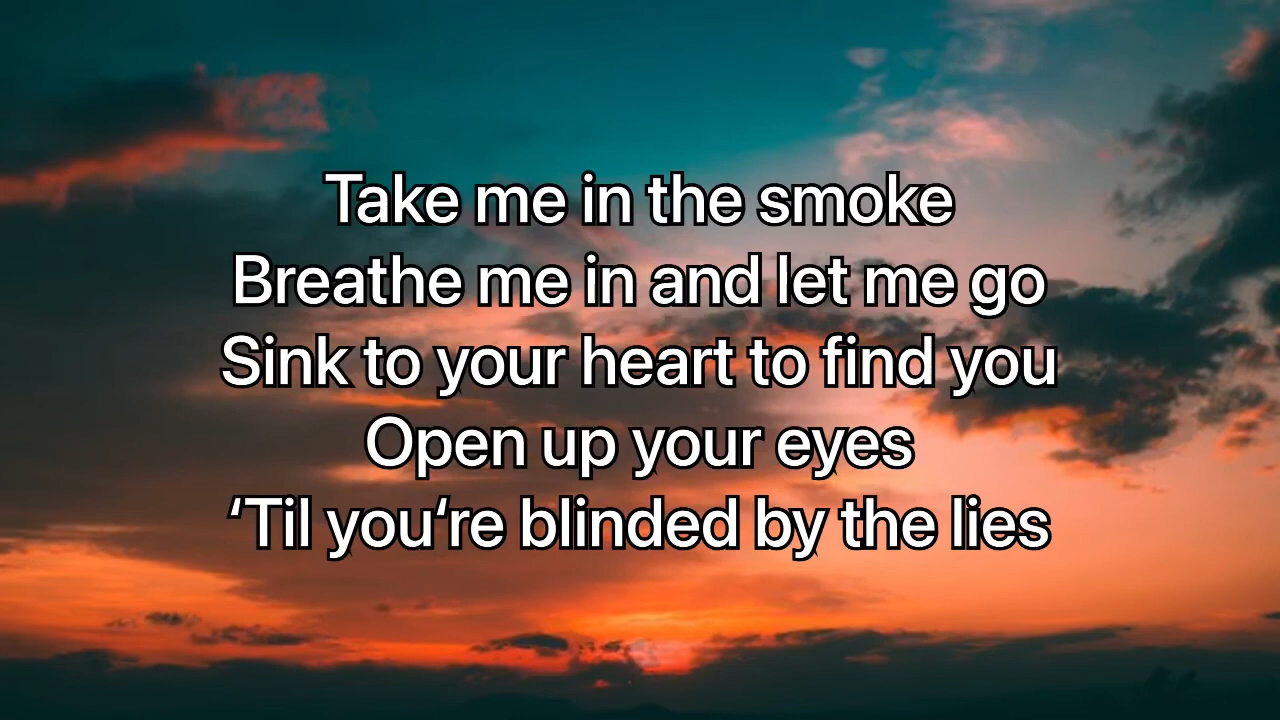 Take me in the smoke
Breathe me in and let me go
Sink to your heart to find you
Open up your eyes
‘Til you‘re blinded by the lies